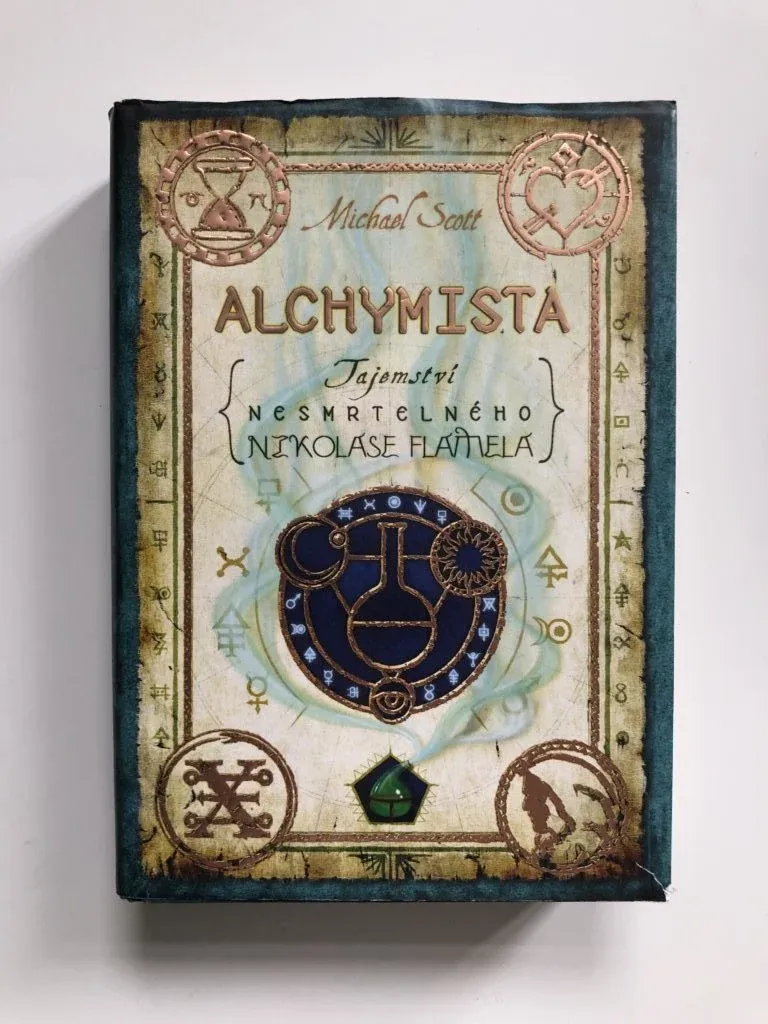 Michael Scott
ALCHYMISTA
Tajemství
NESMRTELNÉHO
NIKOLASE FLAMELA